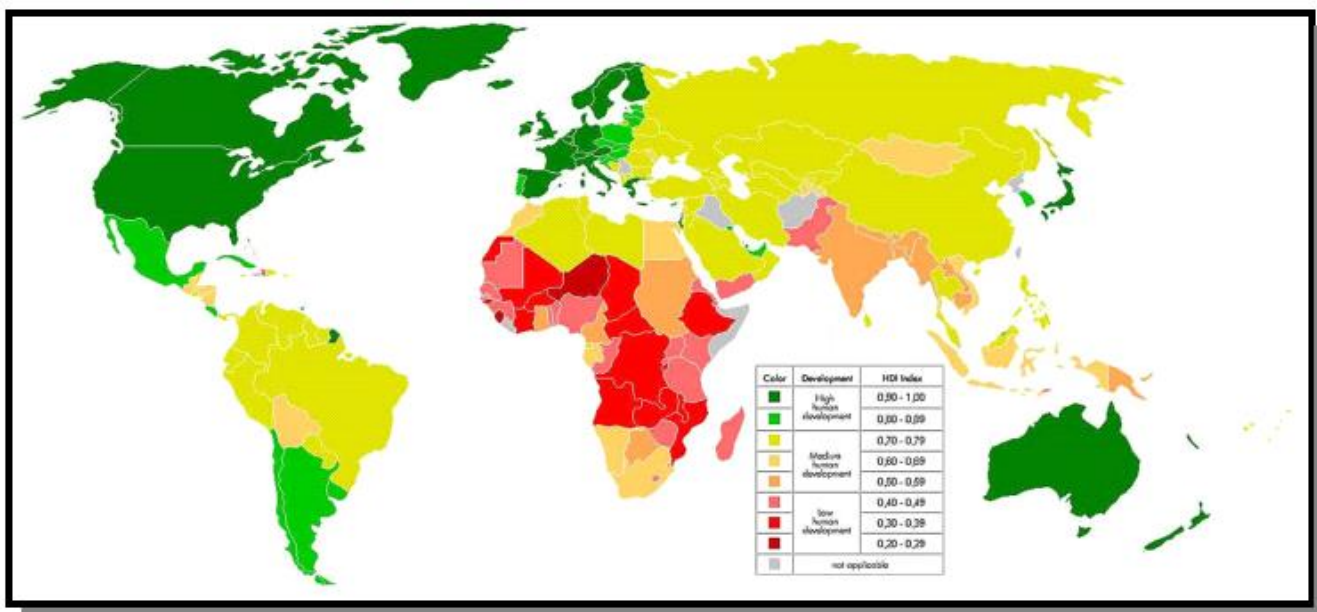 Color Development HDI Index
High human development
0,90 - 1,00
0,80 - 0,89
Medium human development
0,70 - 0,79
0,60 - 0,69
0,50 - 0,59
Low human development
0,40 - 0,49
0,30 - 0,39
0,20 - 0,29
not applicable